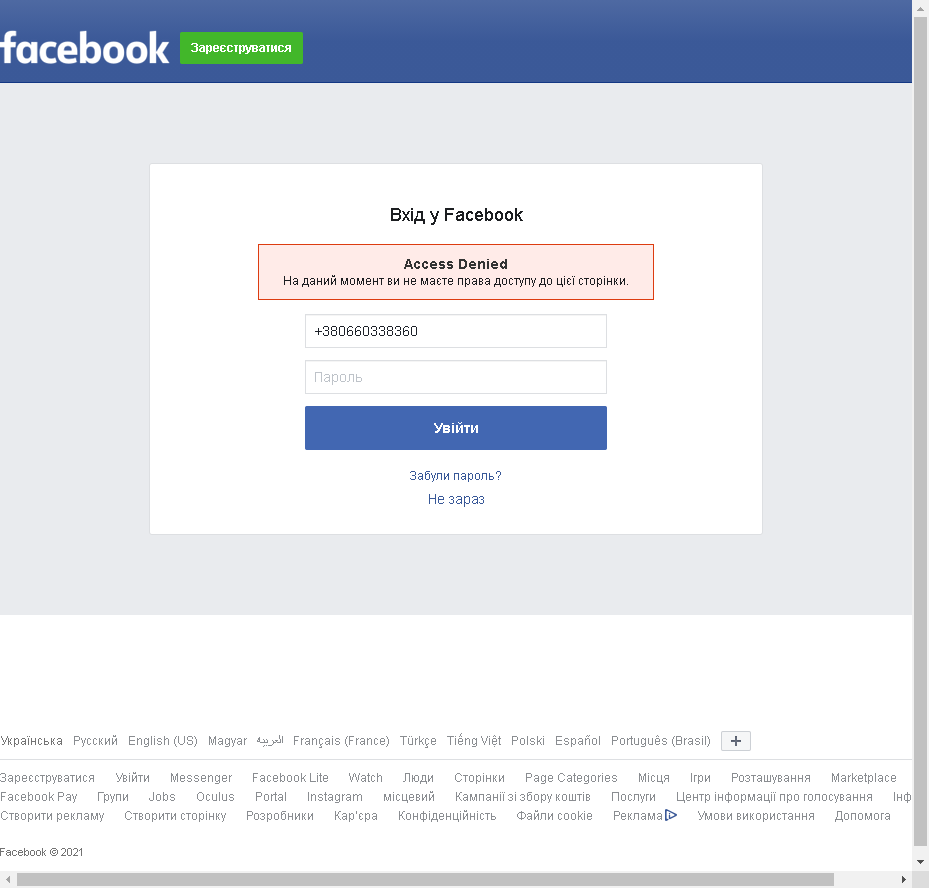 facebook Зареєструватися
Вхід у Facebook
Access Denied
На даний момент ви не маєте права доступу до цієї сторінки.
+380660338360
Пароль
Увійти
Забули пароль?
Не зараз
Українська Русский English (US) Magyar العربية Français (France) Türkçe Tiếng Việt Polski Español Português (Brasil)
Зареєструватися Увійти Messenger Facebook Lite Watch Люди Сторінки Page Categories Місця Ігри Розташування Marketplace
Facebook Pay Групи Jobs Oculus Portal Instagram місцевий Кампанії зі збору коштів Послуги Центр інформації про голосування Інф
Створити рекламу Створити сторінку Розробники Кар'єра Конфіденційність Файли cookie Реклама Умови використання Допомога
Facebook © 2021